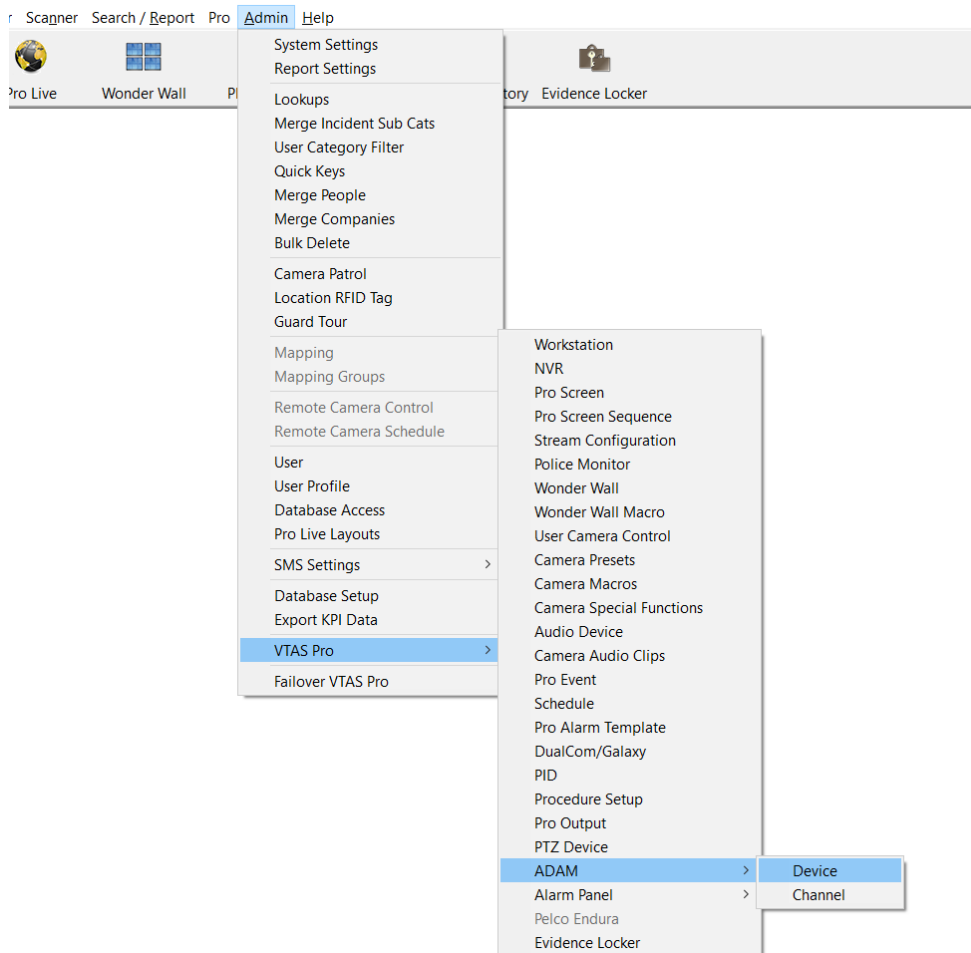 r Scanner Search / Report Pro Admin Help
Pro Live Wonder Wall Pl tory Evidence Locker
System Settings
Report Settings
Lookups
Merge Incident Sub Cats
User Category Filter
Quick Keys
Merge People
Merge Companies
Bulk Delete
Camera Patrol
Location RFID Tag
Guard Tour
Mapping
Mapping Groups
Remote Camera Control
Remote Camera Schedule
User
User Profile
Database Access
Pro Live Layouts
SMS Settings
Database Setup
Export KPI Data
VTAS Pro
Failover VTAS Pro
Workstation
NVR
Pro Screen
Pro Screen Sequence
Stream Configuration
Police Monitor
Wonder Wall
Wonder Wall Macro
User Camera Control
Camera Presets
Camera Macros
Camera Special Functions
Audio Device
Camera Audio Clips
Pro Event
Schedule
Pro Alarm Template
DualCom/Galaxy
PID
Procedure Setup
Pro Output
PTZ Device
ADAM
Alarm Panel
Pelco Endura
Evidence Locker
Device
Channel